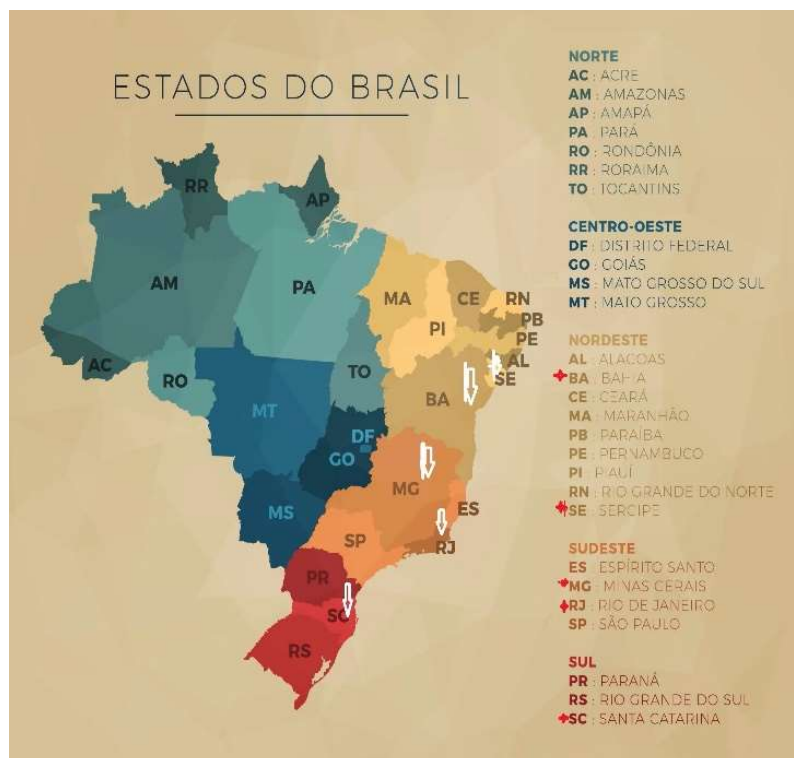 ESTADOS DO BRASIL
RR
AP
AM
PA
MA
CE
RN
PB
PI
PE
AL
AC
RO
TO
SE
BA
MT
DF
GO
MG
MS
ES
SP
RJ
PR
SC
RS
NORTE
AC : ACRE
AM : AMAZONAS
AP : AMAPÁ
PA : PARÁ
RO : RONDÔNIA
RR : RORAIMA
TO : TOCANTINS
CENTRO-OESTE
DF : DISTRITO FEDERAL
GO : GOIÁS
MS : MATO GROSSO DO SUL
MT : MATO GROSSO
NORDESTE
AL : ALAGOAS
BA : BAHIA
CE : CEARÁ
MA : MARANHÃO
PB : PARAÍBA
PE : PERNAMBUCO
PI : PIAUÍ
RN : RIO GRANDE DO NORTE
SE : SERGIPE
SUDESTE
ES : ESPÍRITO SANTO
MG : MINAS GERAIS
RJ : RIO DE JANEIRO
SP : SÃO PAULO
SUL
PR : PARANÁ
RS : RIO GRANDE DO SUL
SC : SANTA CATARINA